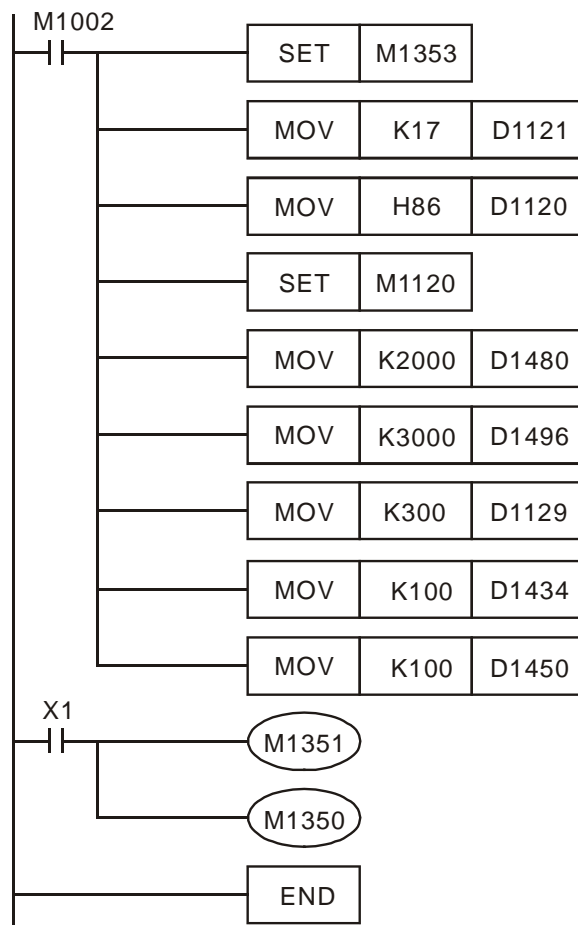 M1002
SET M1353
MOV K17 D1121
MOV H86 D1120
SET M1120
MOV K2000 D1480
MOV K3000 D1496
MOV K300 D1129
MOV K100 D1434
MOV K100 D1450
X1
M1351
M1350
END